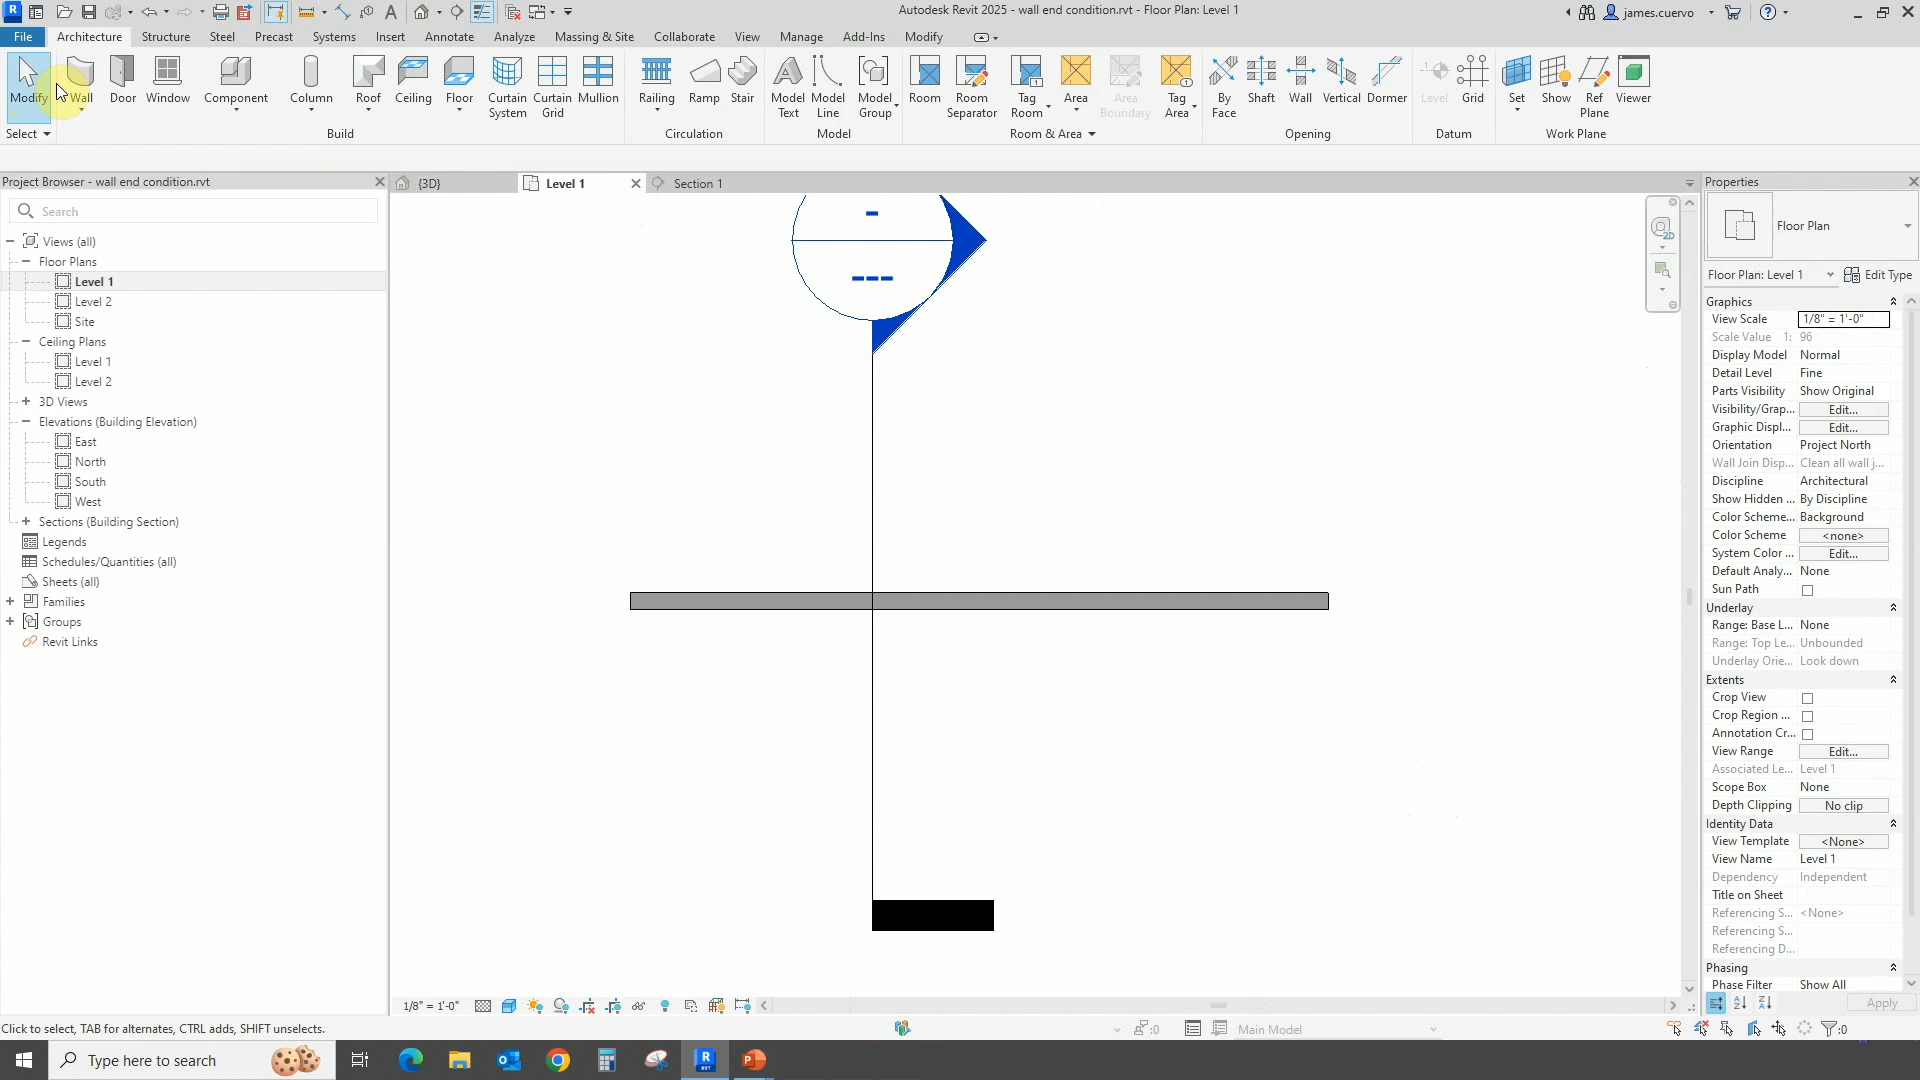 Autodesk Revit 2025 - wall end condition.rvt - Floor Plan: Level 1
james.cuervo
File Architecture Structure Steel Precast Systems Insert Annotate Analyze Massing & Site Collaborate View Manage Add-Ins Modify
Modify Wall Door Window Component Column Roof Ceiling Floor Curtain System Curtain Grid Mullion Railing Ramp Stair Model Text Model Line Model Group Room Room Separator Tag Room Area Area Boundary Tag Area By Face Shaft Wall Vertical Dormer Level Grid Set Show Ref Plane Viewer
Select Build Circulation Model Room & Area Opening Datum Work Plane
Project Browser - wall end condition.rvt
{3D} Level 1 Section 1
Properties
Search
Views (all)
Floor Plans
Level 1
Level 2
Site
Ceiling Plans
Level 1
Level 2
3D Views
Elevations (Building Elevation)
East
North
South
West
Sections (Building Section)
Legends
Schedules/Quantities (all)
Sheets (all)
Families
Groups
Revit Links
2D
Floor Plan
Floor Plan: Level 1 Edit Type
Graphics
View Scale 1/8" = 1'-0"
Scale Value 1: 96
Display Model Normal
Detail Level Fine
Parts Visibility Show Original
Visibility/Grap... Edit...
Graphic Displ... Edit...
Orientation Project North
Wall Join Disp... Clean all wall j...
Discipline Architectural
Show Hidden ... By Discipline
Color Scheme... Background
Color Scheme <none>
System Color ... Edit...
Default Analy... None
Sun Path
Underlay
Range: Base L... None
Range: Top Le... Unbounded
Underlay Orie... Look down
Extents
Crop View
Crop Region ...
Annotation Cr...
View Range Edit...
Associated Le... Level 1
Scope Box None
Depth Clipping No clip
Identity Data
View Template <None>
View Name Level 1
Dependency Independent
Title on Sheet
Referencing S... <None>
Referencing S...
Referencing D...
Phasing
Phase Filter Show All
Apply
1/8" = 1'-0"
Click to select, TAB for alternates, CTRL adds, SHIFT unselects.
:0
Main Model
:0
Type here to search